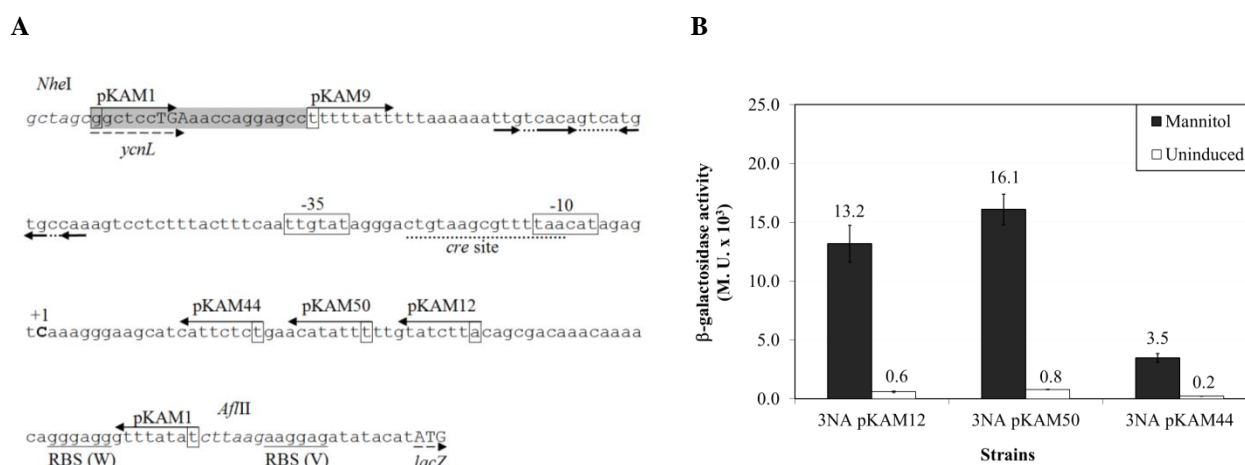 A
NheI
pKAM1 pKAM9
gctagcggctccTGAaaccaggagcctttttatttttaaaaaattgtcacagtcatg
ycnL
-35 -10
tgccaaagtcctctttactttcaattgtatagggactgtaagcgttttaacatagag
cre site
+1 pKAM44 pKAM50 pKAM12
tCaaagggaagcatcattctctgaacatatttttgtatcttacagcgacaaacaaaa
pKAM1 AflII
cagggagggtttatatcttaagaaggagatatacatATG
RBS (W) RBS (V) lacZ
B
β-galactosidase activity
(M. U. x 10³)
25.0
20.0
15.0
10.0
5.0
0.0
Mannitol
Uninduced
13.2
0.6
16.1
0.8
3.5
0.2
3NA pKAM12 3NA pKAM50 3NA pKAM44
Strains